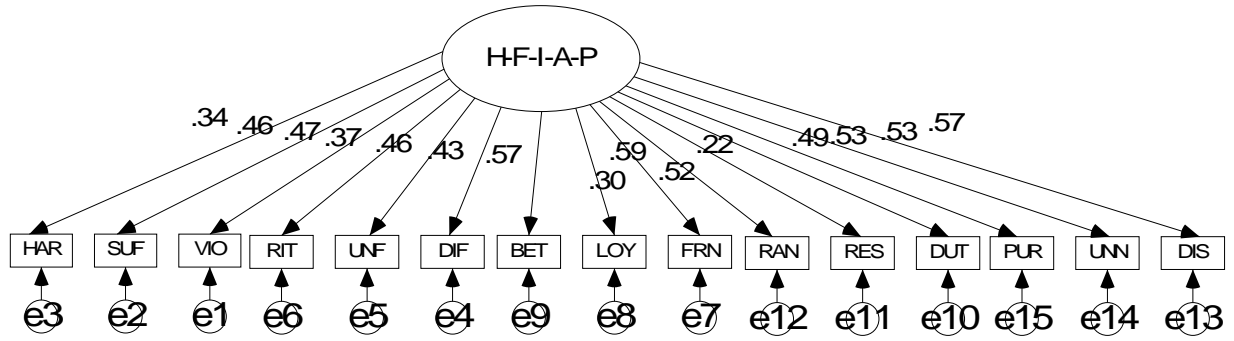 H-F-I-A-P
.34 .46 .47 .37 .46 .43 .57 .30 .59 .52 .22 .49 .53 .53 .57
HAR SUF VIO RIT UNF DIF BET LOY FRN RAN RES DUT PUR UNN DIS
e3 e2 e1 e6 e5 e4 e9 e8 e7 e12 e11 e10 e15 e14 e13